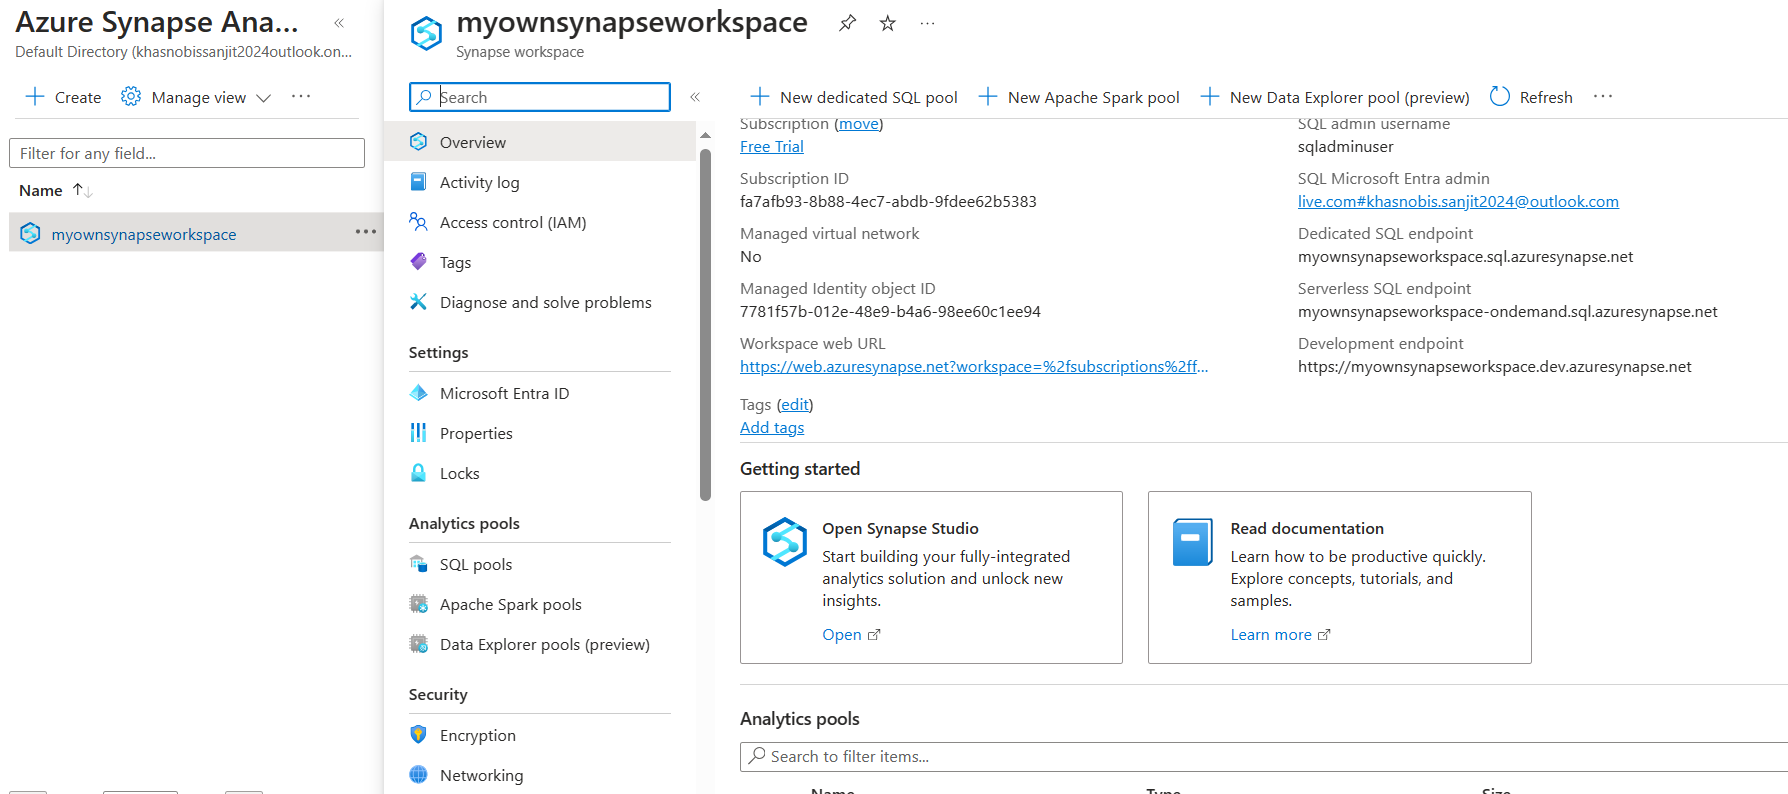 Azure Synapse Ana...
Default Directory (khasnobissanjit2024outlook.on...
Create
Manage view
Filter for any field...
Name
myownsynapseworkspace
myownsynapseworkspace
Synapse workspace
Search
Overview
Activity log
Access control (IAM)
Tags
Diagnose and solve problems
Settings
Microsoft Entra ID
Properties
Locks
Analytics pools
SQL pools
Apache Spark pools
Data Explorer pools (preview)
Security
Encryption
Networking
New dedicated SQL pool
New Apache Spark pool
New Data Explorer pool (preview)
Refresh
Subscription (move)
Free Trial
Subscription ID
fa7afb93-8b88-4ec7-abdb-9fdee62b5383
Managed virtual network
No
Managed Identity object ID
7781f57b-012e-48e9-b4a6-98ee60c1ee94
Workspace web URL
https://web.azuresynapse.net?workspace=%2fsubscriptions%2ff...
Tags (edit)
Add tags
SQL admin username
sqladminuser
SQL Microsoft Entra admin
live.com#khasnobis.sanjit2024@outlook.com
Dedicated SQL endpoint
myownsynapseworkspace.sql.azuresynapse.net
Serverless SQL endpoint
myownsynapseworkspace-ondemand.sql.azuresynapse.net
Development endpoint
https://myownsynapseworkspace.dev.azuresynapse.net
Getting started
Open Synapse Studio
Start building your fully-integrated
analytics solution and unlock new
insights.
Open
Read documentation
Learn how to be productive quickly.
Explore concepts, tutorials, and
samples.
Learn more
Analytics pools
Search to filter items...
Name
Type
Size